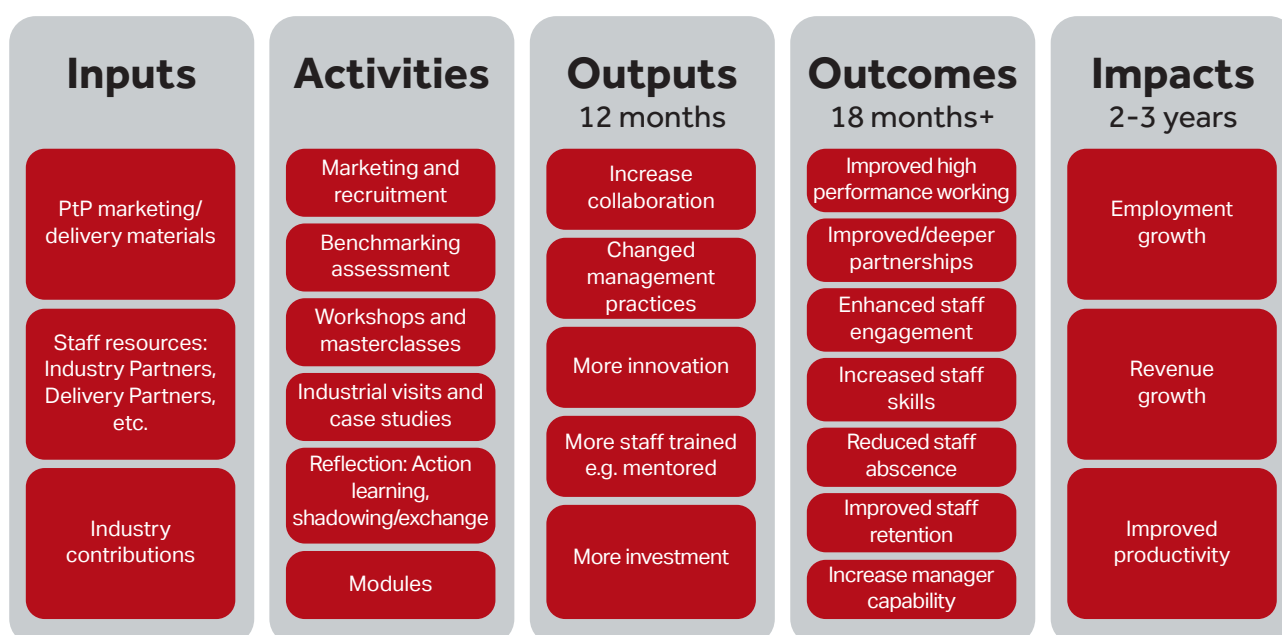 Inputs
PtP marketing/
delivery materials
Staff resources:
Industry Partners,
Delivery Partners,
etc.
Industry
contributions
Activities
Marketing and
recruitment
Benchmarking
assessment
Workshops and
masterclasses
Industrial visits and
case studies
Reflection: Action
learning,
shadowing/exchange
Modules
Outputs
12 months
Increase
collaboration
Changed
management
practices
More innovation
More staff trained
e.g. mentored
More investment
Outcomes
18 months+
Improved high
performance working
Improved/deeper
partnerships
Enhanced staff
engagement
Increased staff
skills
Reduced staff
abscence
Improved staff
retention
Increase manager
capability
Impacts
2-3 years
Employment
growth
Revenue
growth
Improved
productivity